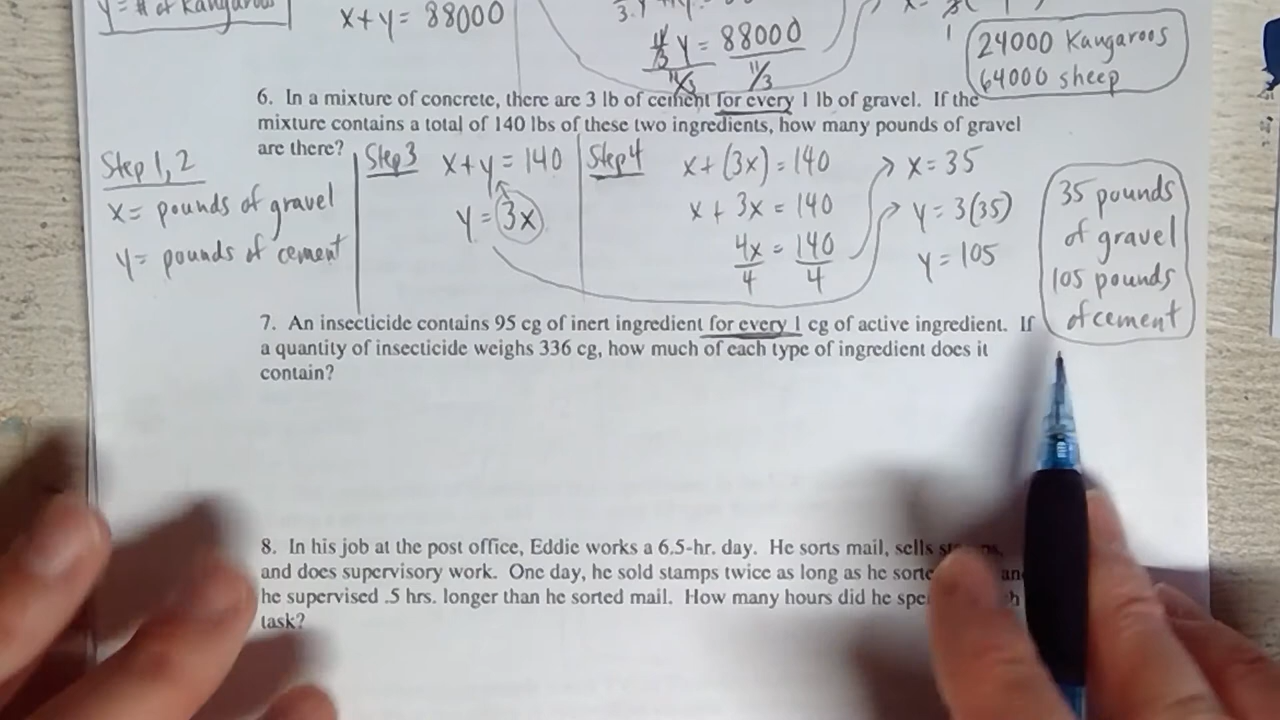 y = # of Kangaroos
x+y = 88000
y = 88000
11/3
24000 Kangaroos
64000 sheep
6. In a mixture of concrete, there are 3 lb of cement for every 1 lb of gravel. If the
mixture contains a total of 140 lbs of these two ingredients, how many pounds of gravel
are there?
Step 1,2
x= pounds of gravel
y= pounds of cement
Step 3
x+y = 140
y = 3x
Step 4
x+(3x) = 140
x + 3x = 140
4x = 140
4 4
x = 35
y = 3(35)
y = 105
35 pounds
of gravel
105 pounds
of cement
7. An insecticide contains 95 cg of inert ingredient for every 1 cg of active ingredient. If
a quantity of insecticide weighs 336 cg, how much of each type of ingredient does it
contain?
8. In his job at the post office, Eddie works a 6.5-hr. day. He sorts mail, sells
and does supervisory work. One day, he sold stamps twice as long as he
he supervised .5 hrs. longer than he sorted mail. How many hours did he
task?